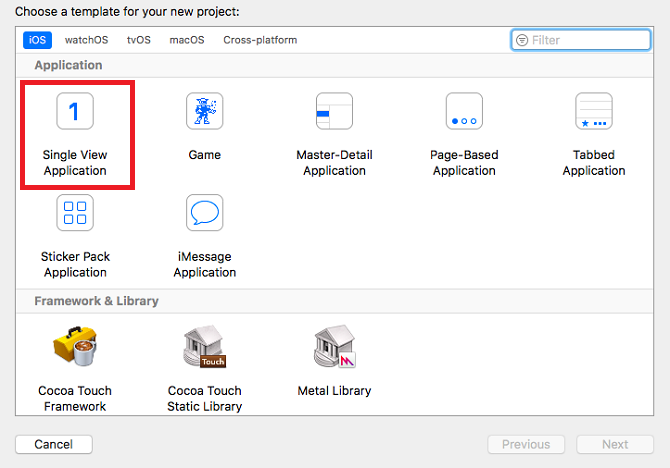 Choose a template for your new project:
iOS watchOS tvOS macOS Cross-platform Filter
Application
1
Single View Application
Game
Master-Detail Application
Page-Based Application
Tabbed Application
Sticker Pack Application
iMessage Application
Framework & Library
Touch
Cocoa Touch Framework
Cocoa Touch Static Library
Metal Library
Cancel Previous Next